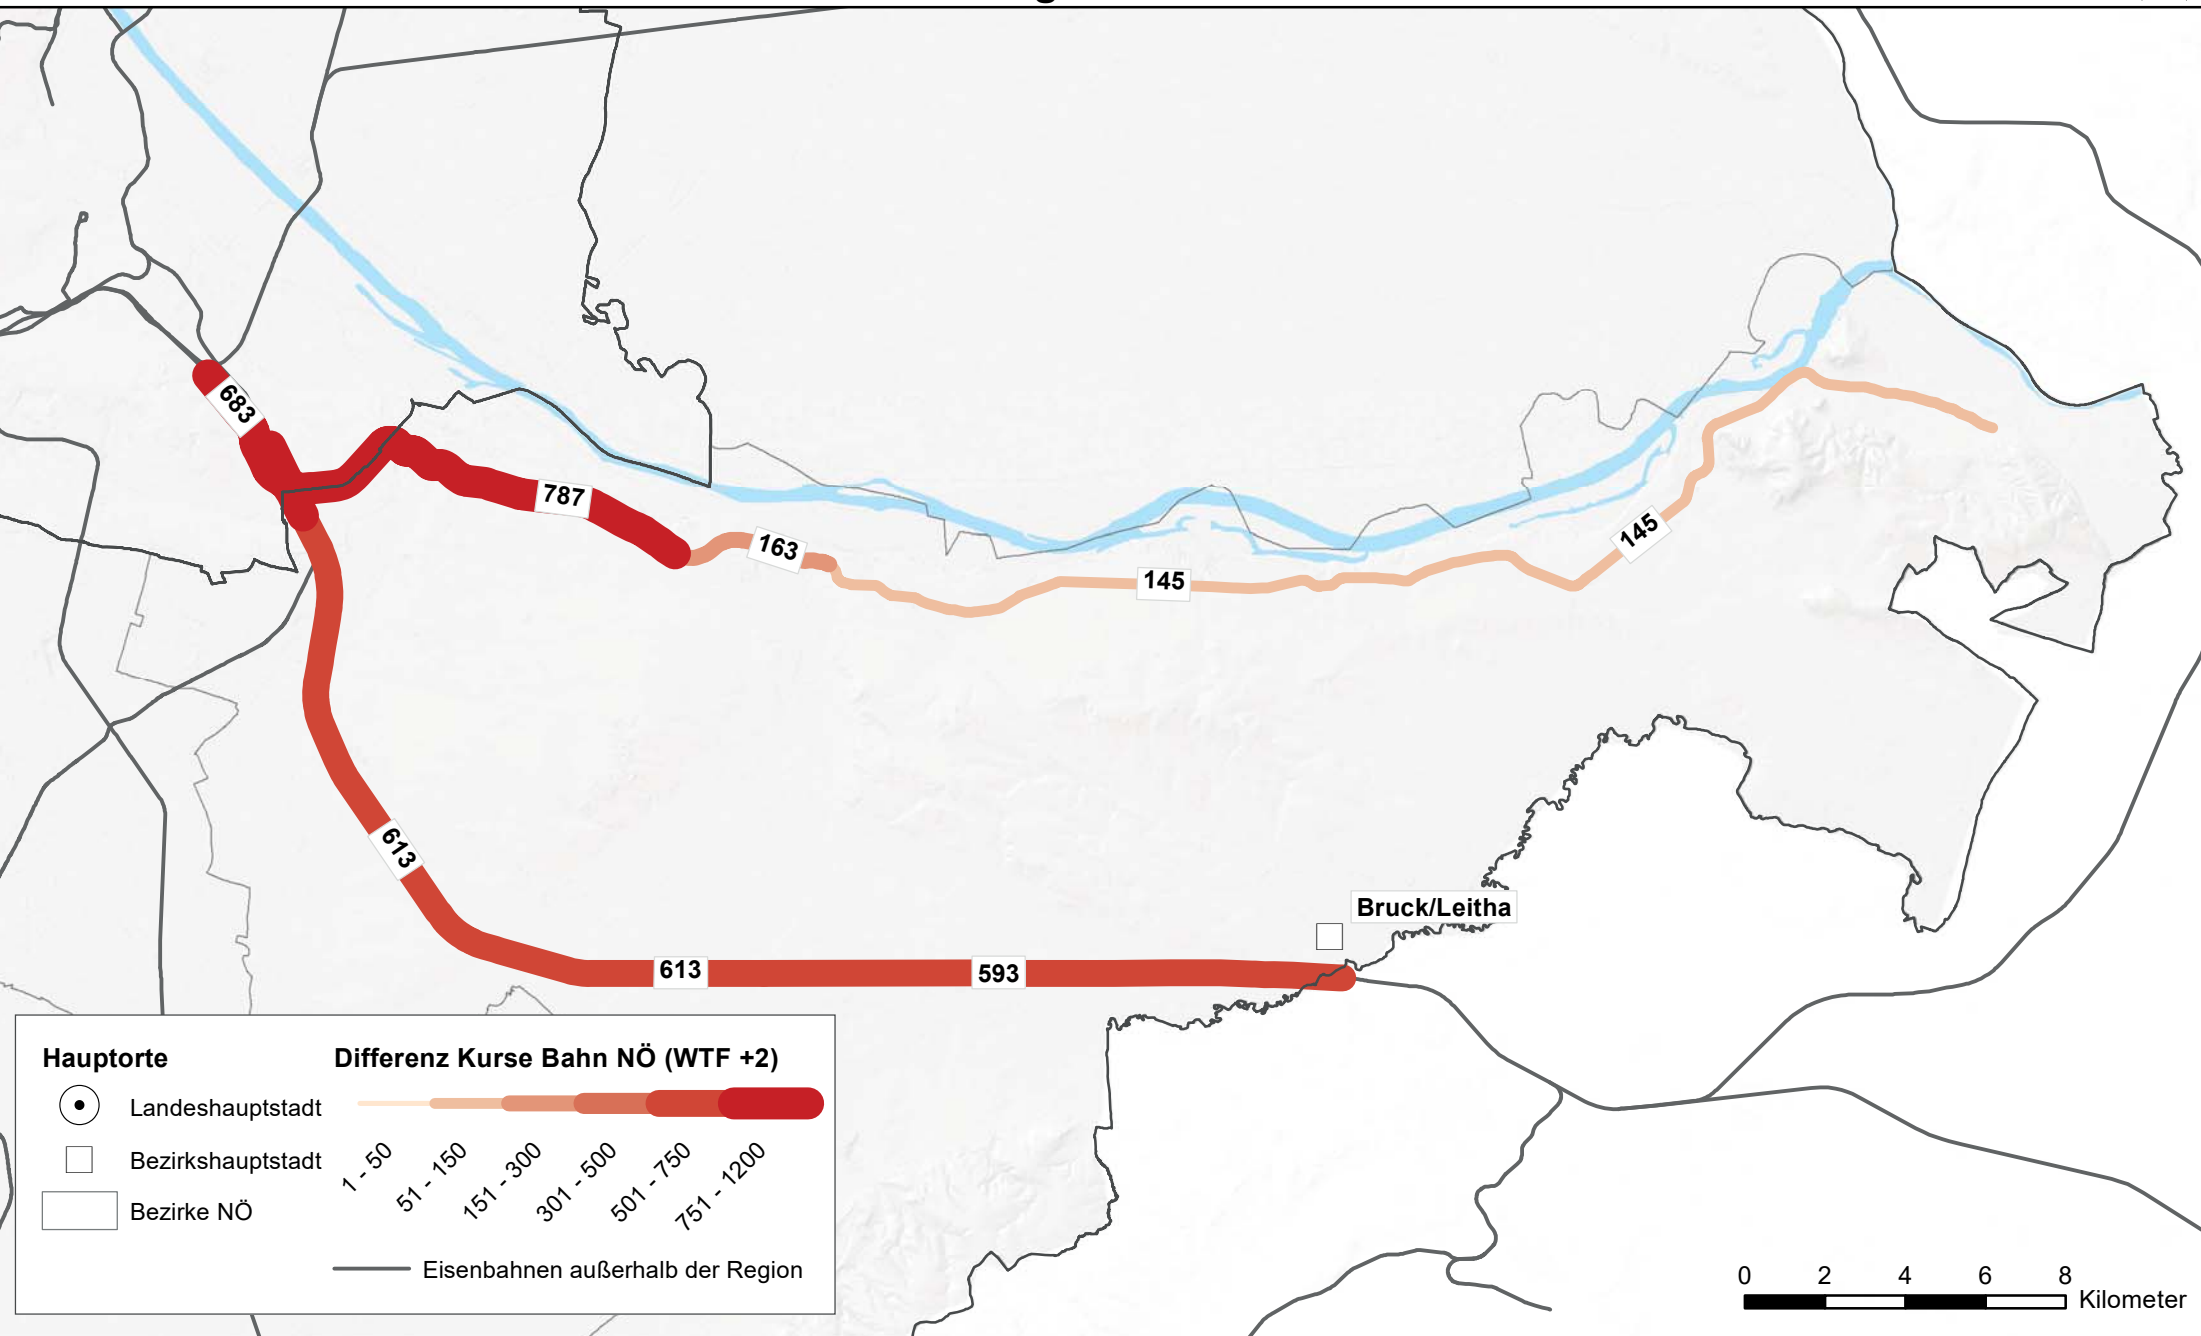 683
787
163
145
145
613
Bruck/Leitha
613
593
Hauptorte
Landeshauptstadt
Bezirkshauptstadt
Bezirke NÖ
Differenz Kurse Bahn NÖ (WTF +2)
1 - 50
51 - 150
151 - 300
301 - 500
501 - 750
751 - 1200
Eisenbahnen außerhalb der Region
0 2 4 6 8
Kilometer